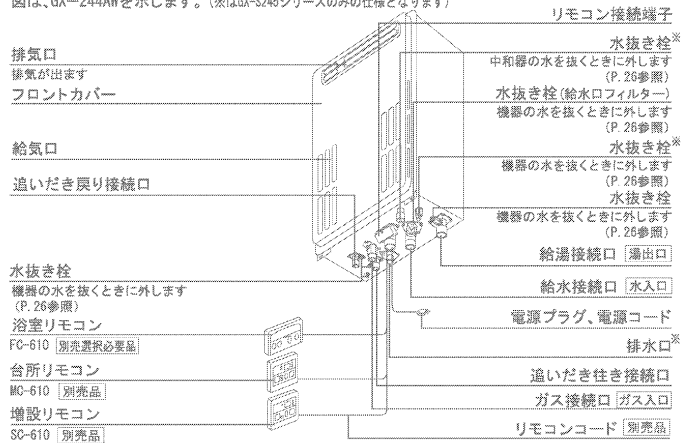 図は、GX-244AWを示します。(※はGX-S245シリーズのみの仕様となります)
排気口
排気が出ます
フロントカバー
給気口
追いだき戻り接続口
水抜き栓
機器の水を抜くときに外します
(P.26参照)
浴室リモコン
FC-610 別売選択必要品
台所リモコン
MC-610 別売品
増設リモコン
SC-610 別売品
リモコン接続端子
水抜き栓※
中和器の水を抜くときに外します
(P.26参照)
水抜き栓(給水口フィルター)
機器の水を抜くときに外します
(P.26参照)
水抜き栓※
機器の水を抜くときに外します
(P.26参照)
水抜き栓
機器の水を抜くときに外します
(P.26参照)
給湯接続口 湯出口
給水接続口 水入口
電源プラグ、電源コード
排水口※
追いだき往き接続口
ガス接続口 ガス入口
リモコンコード 別売品